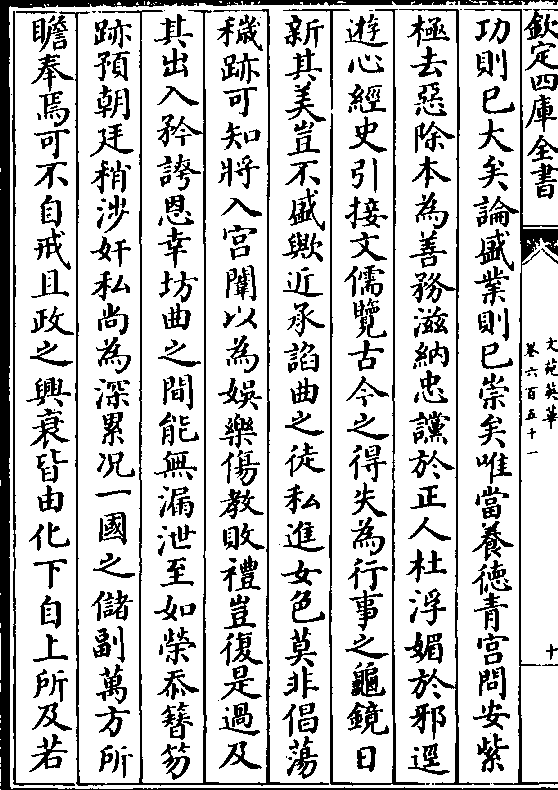 欽定四庫全書
文苑英華
卷六百五十一
十
功則已大矣論盛業則已崇矣唯當養德青宮問安紫
極去惡除本為善務滋納忠讜於正人杜浮媚於邪逕
遊心經史引接文儒覽古今之得失為行事之龜鏡日
新其美豈不盛歟近承諂曲之徒私進女色莫非倡蕩
穢跡可知將入宮闈以為娛樂傷教敗禮豈復是過及
其出入矜誇恩幸坊曲之間能無漏泄至如榮忝簪笏
跡預朝廷稍涉奸私尚為深累況一國之儲副萬方所
瞻奉焉可不自戒且政之興衰皆由化下自上所及若